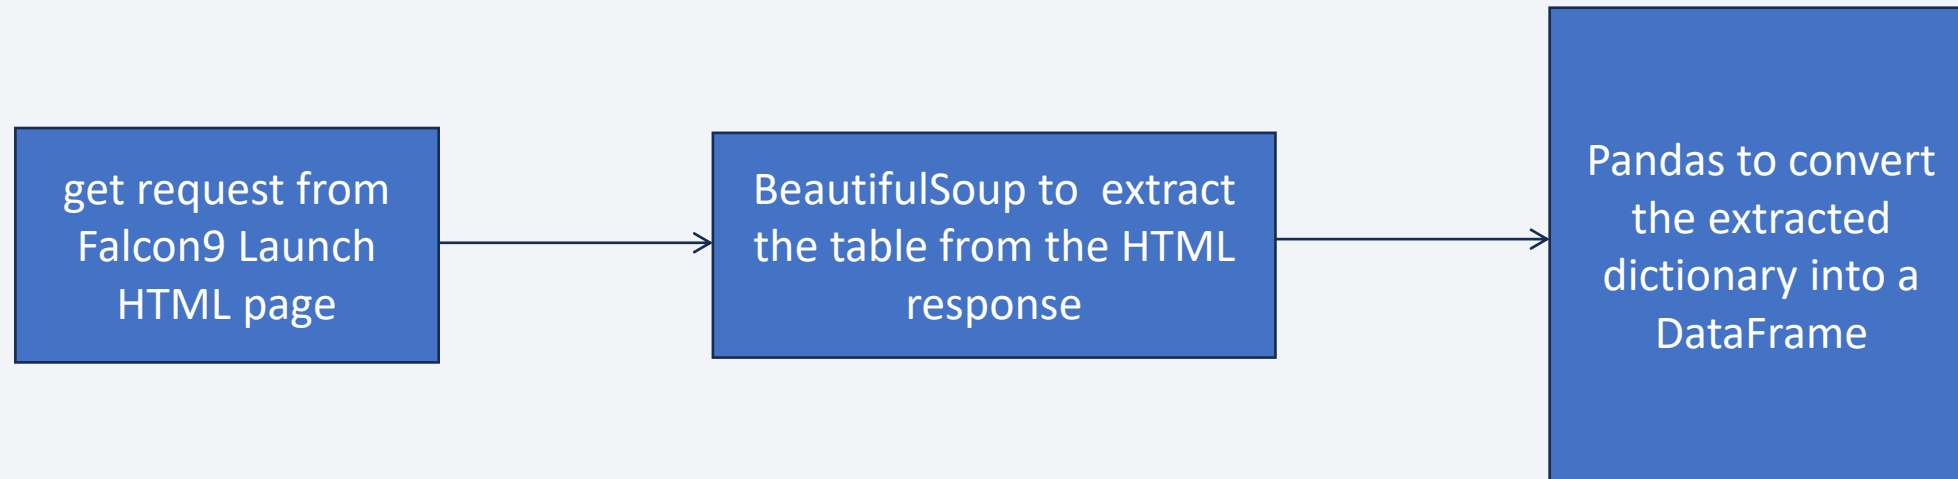 get request from
Falcon9 Launch
HTML page
BeautifulSoup to  extract
the table from the HTML
response
Pandas to convert
the extracted
dictionary into a
DataFrame